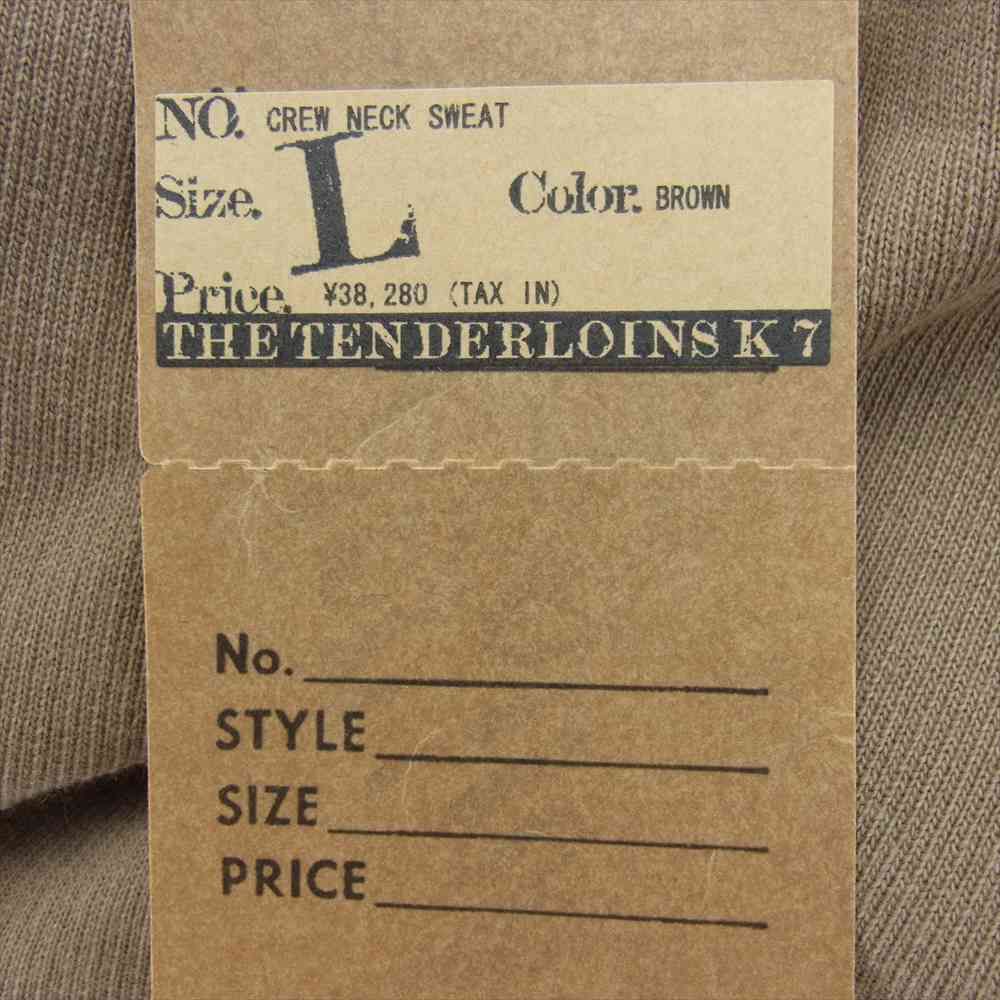 NO. CREW NECK SWEAT
Size. L Color. BROWN
Price. ¥38,280 (TAX IN)
THE TENDERLOINS K 7
No.
STYLE
SIZE
PRICE